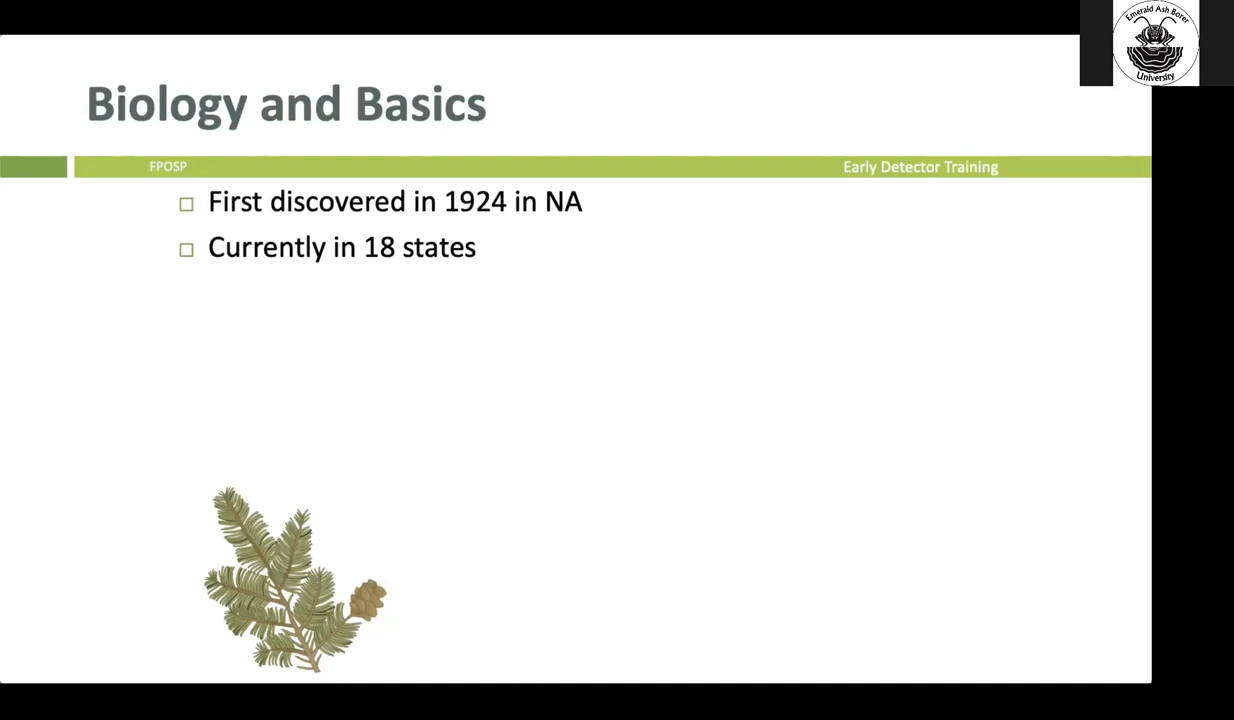 Emerald Ash Borer
University
Biology and Basics
FPOSP
Early Detector Training
First discovered in 1924 in NA
Currently in 18 states